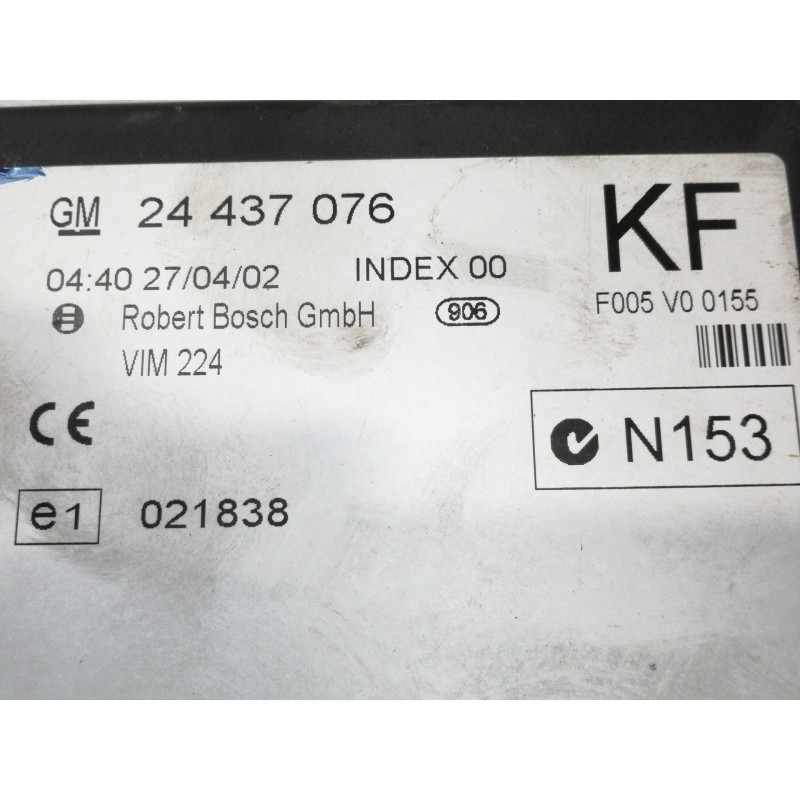 GM 24 437 076
KF
04:40 27/04/02 INDEX 00
F005 V0 0155
Robert Bosch GmbH 906
VIM 224
CE
N153
e1 021838